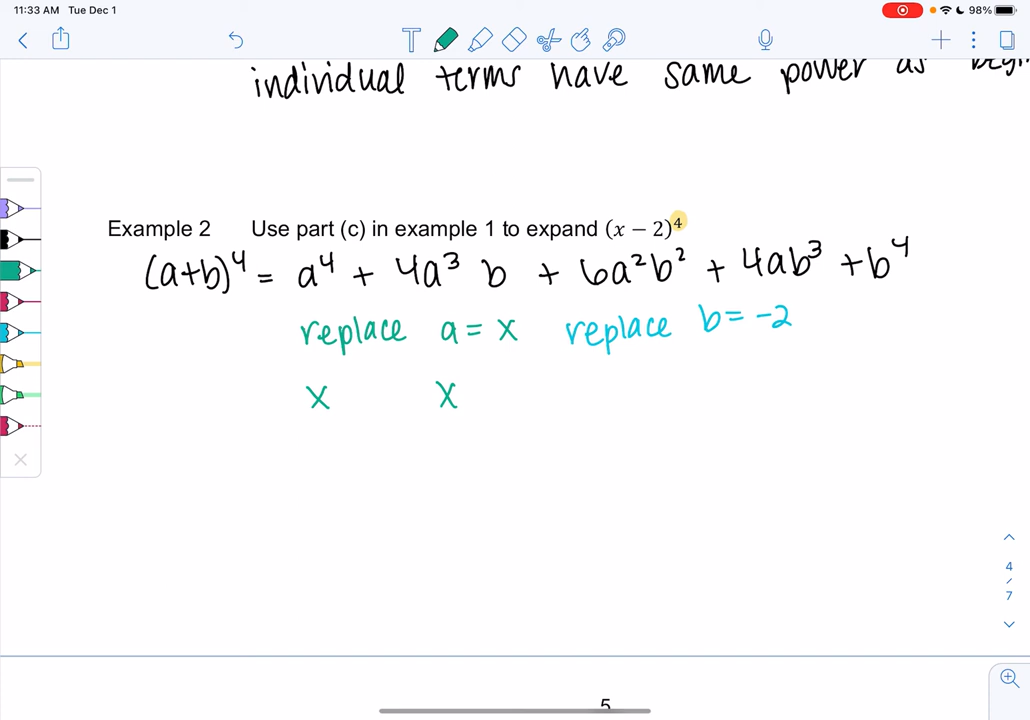 11:33 AM Tue Dec 1
98%
individual terms have same power as
Example 2 Use part (c) in example 1 to expand (x − 2)⁴
(a+b)⁴ = a⁴ + 4a³ b + 6a²b² + 4ab³ + b⁴
replace a = x replace b = -2
x x
4
/
7
5